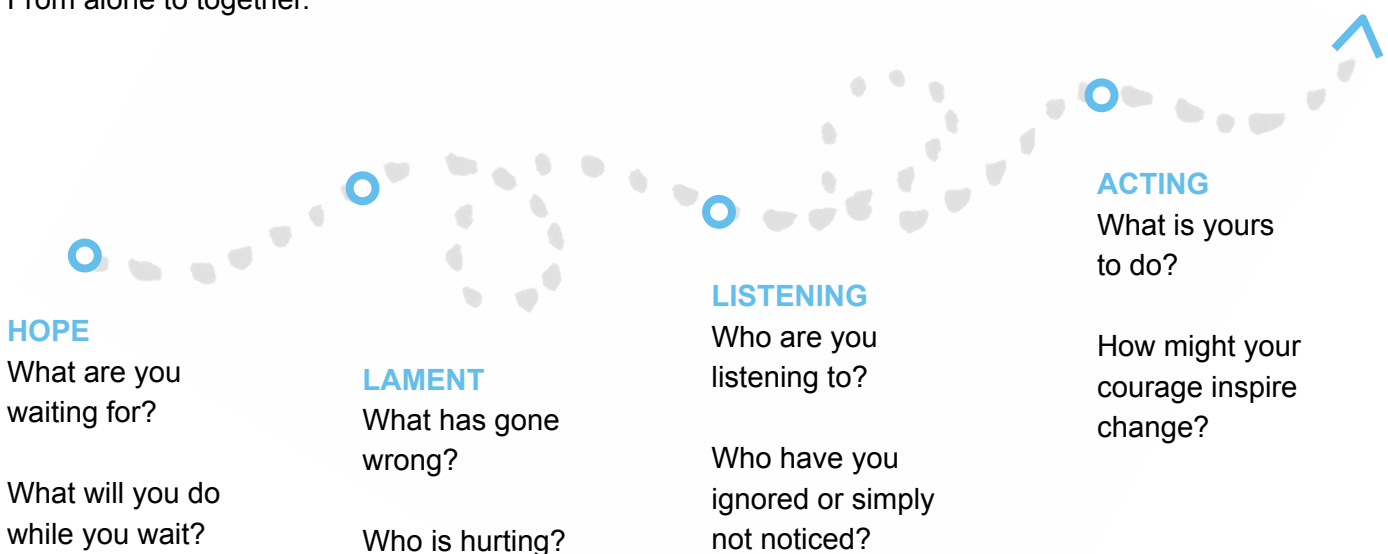 From alone to together.
HOPE
What are you
waiting for?
What will you do
while you wait?
LAMENT
What has gone
wrong?
Who is hurting?
LISTENING
Who are you
listening to?
Who have you
ignored or simply
not noticed?
ACTING
What is yours
to do?
How might your
courage inspire
change?